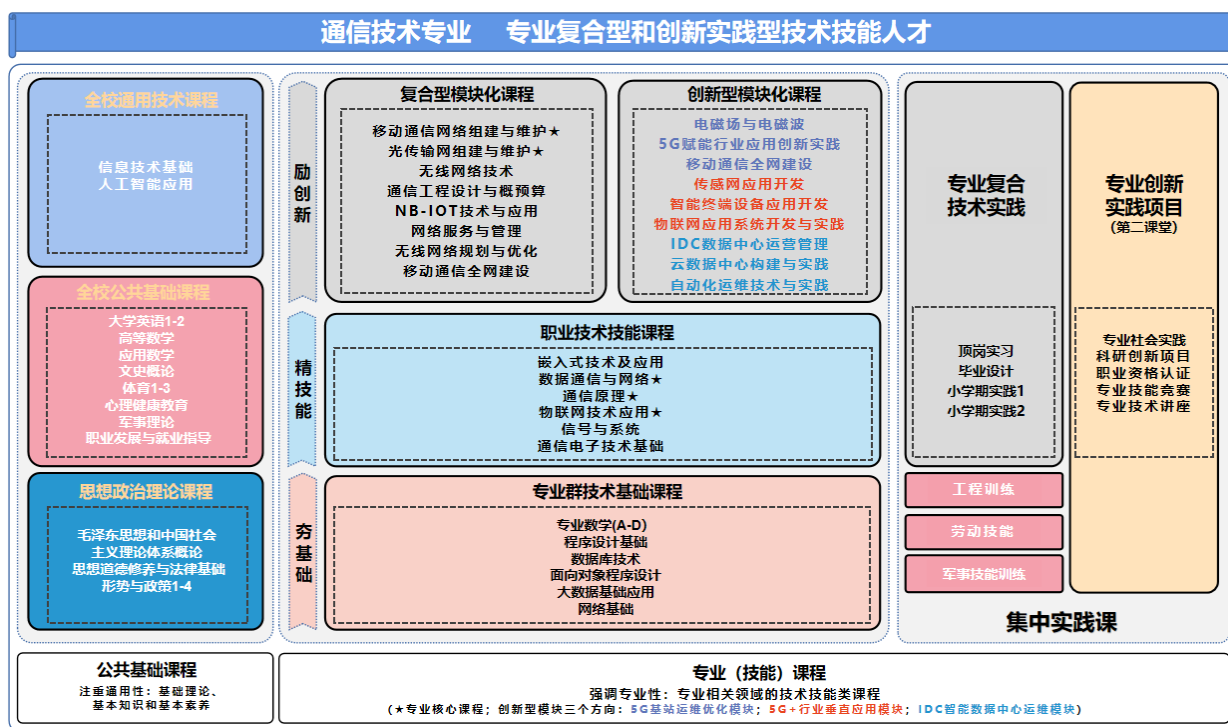 通信技术专业 专业复合型和创新实践型技术技能人才
全校通用技术课程
信息技术基础
人工智能应用
全校公共基础课程
大学英语1-2
高等数学
应用数学
文史概论
体育1-3
心理健康教育
军事理论
职业发展与就业指导
思想政治理论课程
毛泽东思想和中国社会
主义理论体系概论
思想道德修养与法律基础
形势与政策1-4
公共基础课程
注重通用性：基础理论、
基本知识和基本素养
励创新
复合型模块化课程
移动通信网络组建与维护★
光传输网组建与维护★
无线网络技术
通信工程设计与概预算
NB-IOT技术与应用
网络服务与管理
无线网络规划与优化
移动通信全网建设
创新型模块化课程
电磁场与电磁波
5G赋能行业应用创新实践
移动通信全网建设
传感网应用开发
智能终端设备应用开发
物联网应用系统开发与实践
IDC数据中心运营管理
云数据中心构建与实践
自动化运维技术与实践
精技能
职业技术技能课程
嵌入式技术及应用
数据通信与网络★
通信原理★
物联网技术应用★
信号与系统
通信电子技术基础
夯基础
专业群技术基础课程
专业数学(A-D)
程序设计基础
数据库技术
面向对象程序设计
大数据基础应用
网络基础
专业复合
技术实践
顶岗实习
毕业设计
小学期实践1
小学期实践2
工程训练
劳动技能
军事技能训练
专业创新
实践项目
(第二课堂)
专业社会实践
科研创新项目
职业资格认证
专业技能竞赛
专业技术讲座
集中实践课
专业（技能）课程
强调专业性：专业相关领域的技术技能类课程
(★专业核心课程；创新型模块三个方向：5G基站运维优化模块；5G+行业垂直应用模块；IDC智能数据中心运维模块)